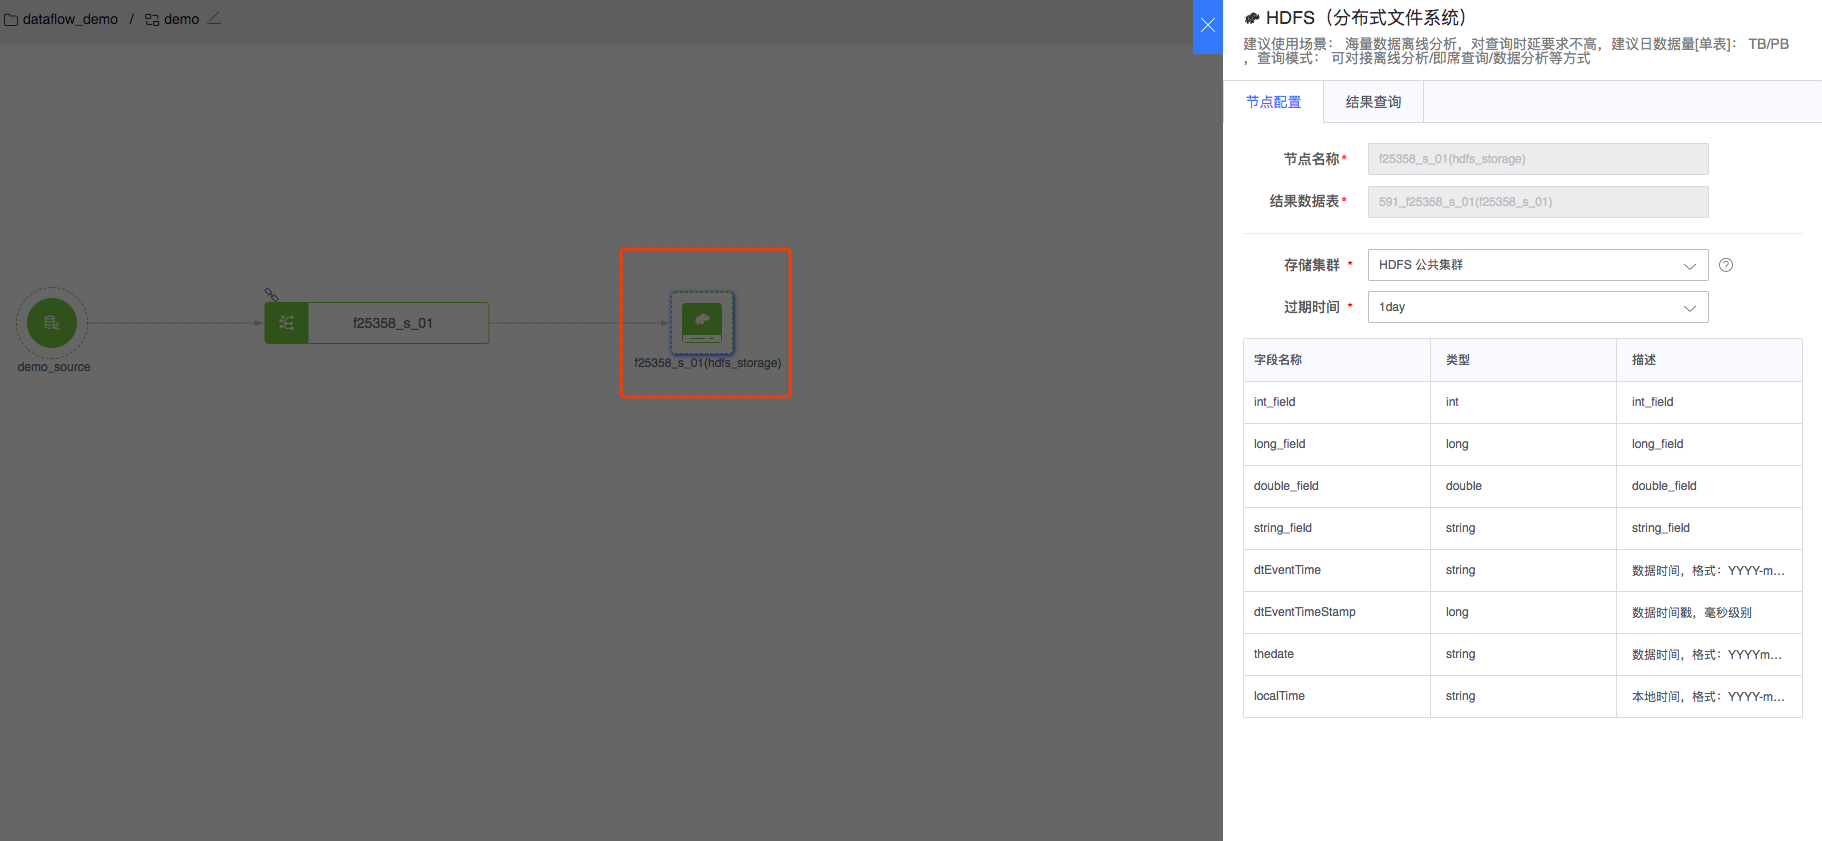 dataflow_demo / demo
demo_source
f25358_s_01
f25358_s_01(hdfs_storage)
HDFS（分布式文件系统）
建议使用场景： 海量数据离线分析，对查询时延要求不高，建议日数据量[单表]： TB/PB
，查询模式： 可对接离线分析/即席查询/数据分析等方式
节点配置 结果查询
节点名称* f25358_s_01(hdfs_storage)
结果数据表* 591_f25358_s_01(f25358_s_01)
存储集群 * HDFS 公共集群
过期时间 * 1day
字段名称 类型 描述
int_field int int_field
long_field long long_field
double_field double double_field
string_field string string_field
dtEventTime string 数据时间，格式：YYYY-m...
dtEventTimeStamp long 数据时间戳，毫秒级别
thedate string 数据时间，格式：YYYYm...
localTime string 本地时间，格式：YYYY-m...